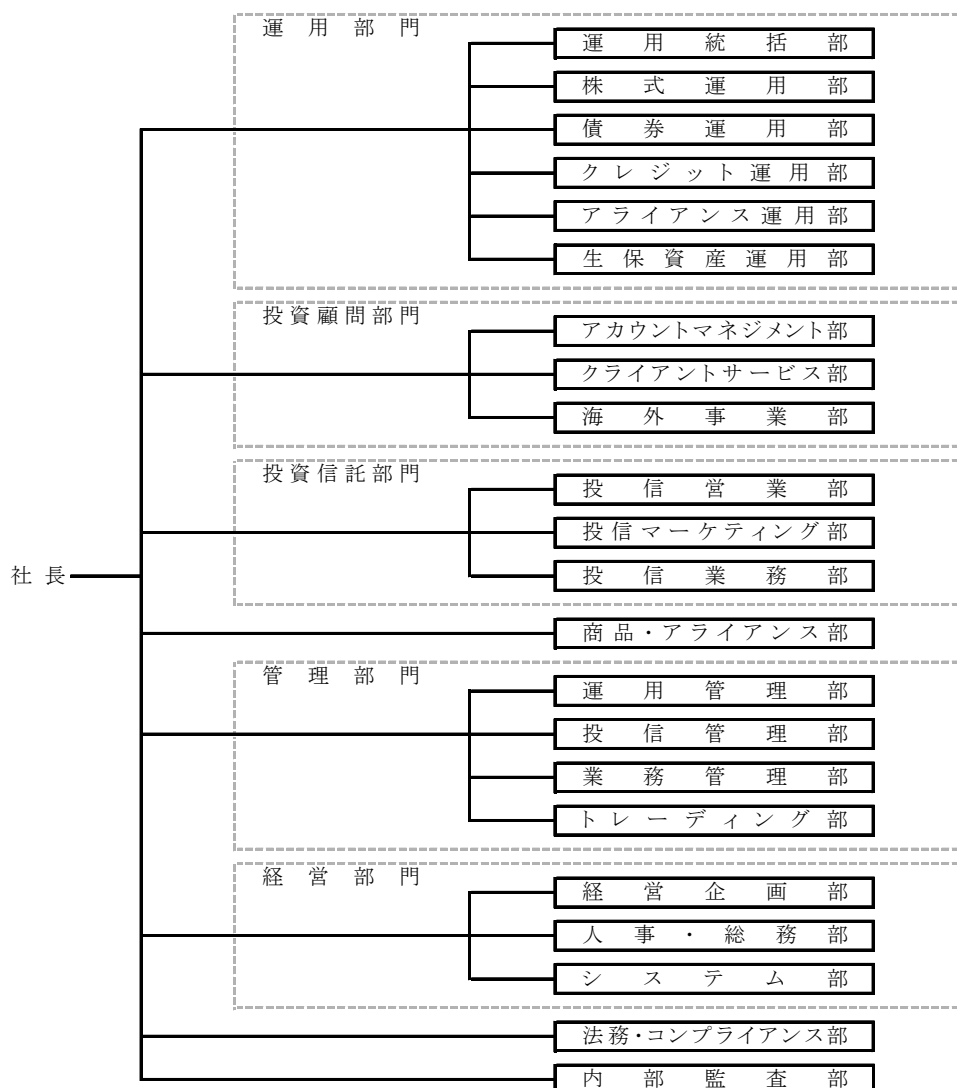 運用部門
運用統括部
株式運用部
債券運用部
クレジット運用部
アライアンス運用部
生保資産運用部
投資顧問部門
アカウントマネジメント部
クライアントサービス部
海外事業部
投資信託部門
投信営業部
投信マーケティング部
投信業務部
社長
商品・アライアンス部
管理部門
運用管理部
投信管理部
業務管理部
トレーディング部
経営部門
経営企画部
人事・総務部
システム部
法務・コンプライアンス部
内部監査部